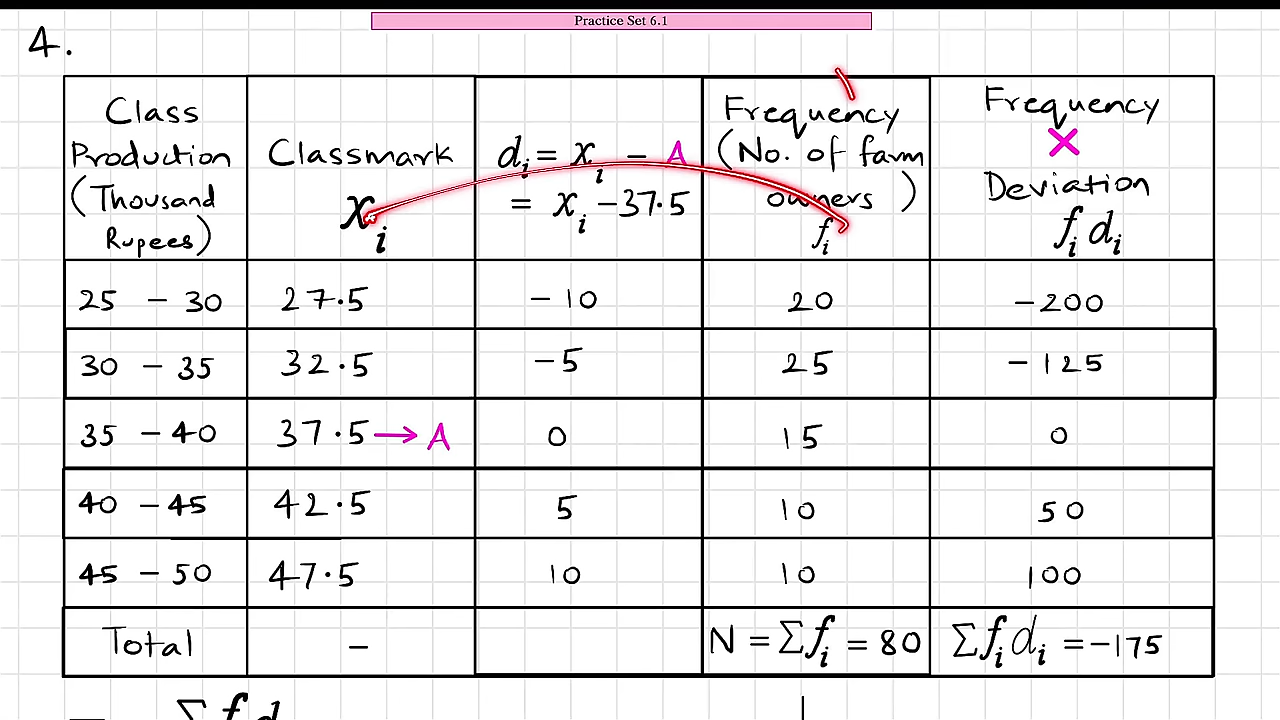 Practice Set 6.1
4.
Class Production (Thousand Rupees)
Classmark xᵢ
dᵢ = xᵢ - A
= xᵢ - 37.5
Frequency (No. of farm owners) fᵢ
Frequency × Deviation fᵢ dᵢ
25 - 30 27.5 -10 20 -200
30 - 35 32.5 -5 25 -125
35 - 40 37.5 → A 0 15 0
40 - 45 42.5 5 10 50
45 - 50 47.5 10 10 100
Total - N = Σfᵢ = 80 Σfᵢdᵢ = -175